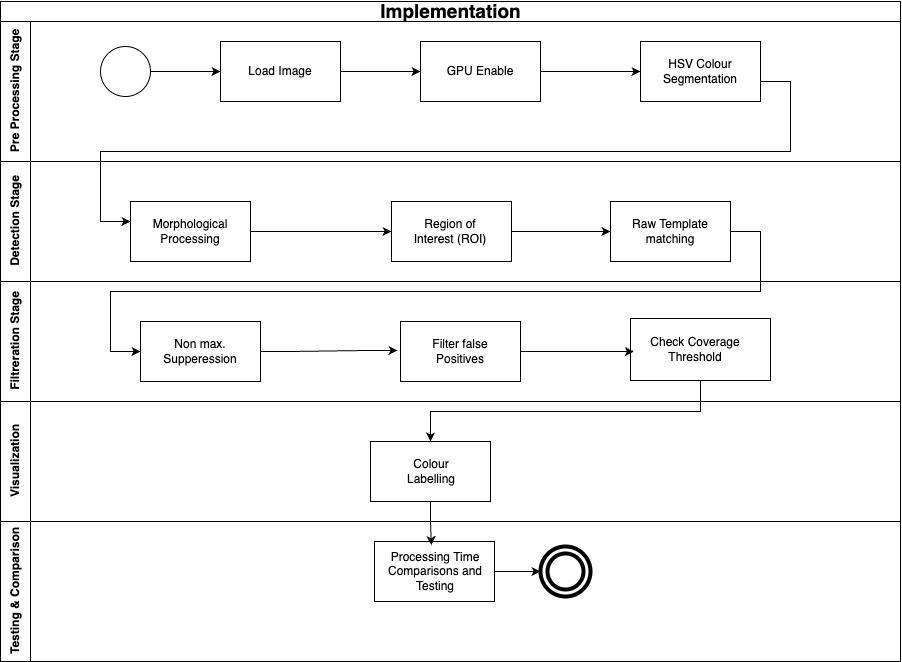 Implementation
Pre Processing Stage
Load Image
GPU Enable
HSV Colour
Segmentation
Detection Stage
Morphological
Processing
Region of
Interest (ROI)
Raw Template
matching
Filtreration Stage
Non max.
Supperession
Filter false
Positives
Check Coverage
Threshold
Visualization
Colour
Labelling
Testing & Comparison
Processing Time
Comparisons and
Testing